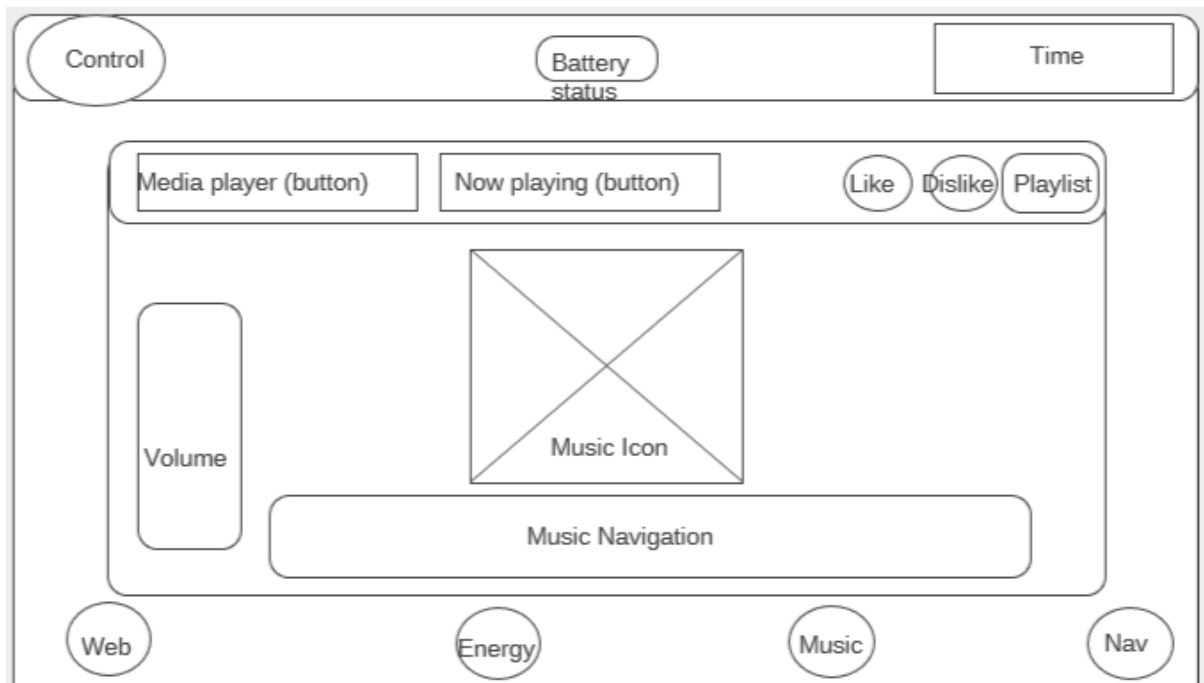 Control
Battery
status
Time
Media player (button)
Now playing (button)
Like
Dislike
Playlist
Volume
Music Icon
Music Navigation
Web
Energy
Music
Nav